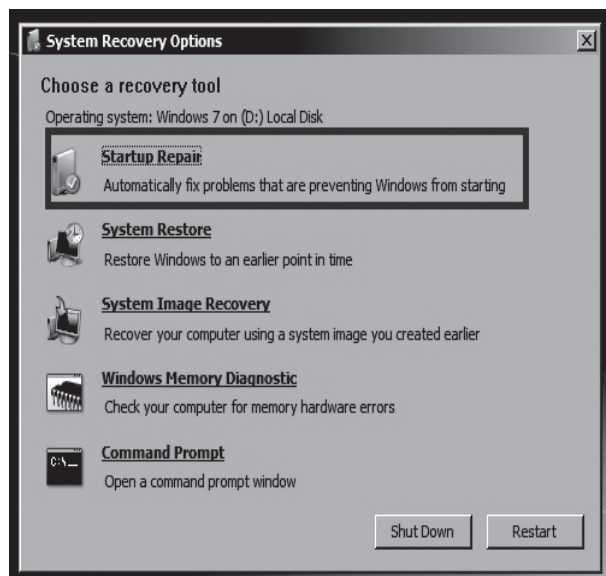 System Recovery Options
Choose a recovery tool
Operating system: Windows 7 on (D:) Local Disk
Startup Repair
Automatically fix problems that are preventing Windows from starting
System Restore
Restore Windows to an earlier point in time
System Image Recovery
Recover your computer using a system image you created earlier
Windows Memory Diagnostic
Check your computer for memory hardware errors
C:\_
Command Prompt
Open a command prompt window
Shut Down
Restart